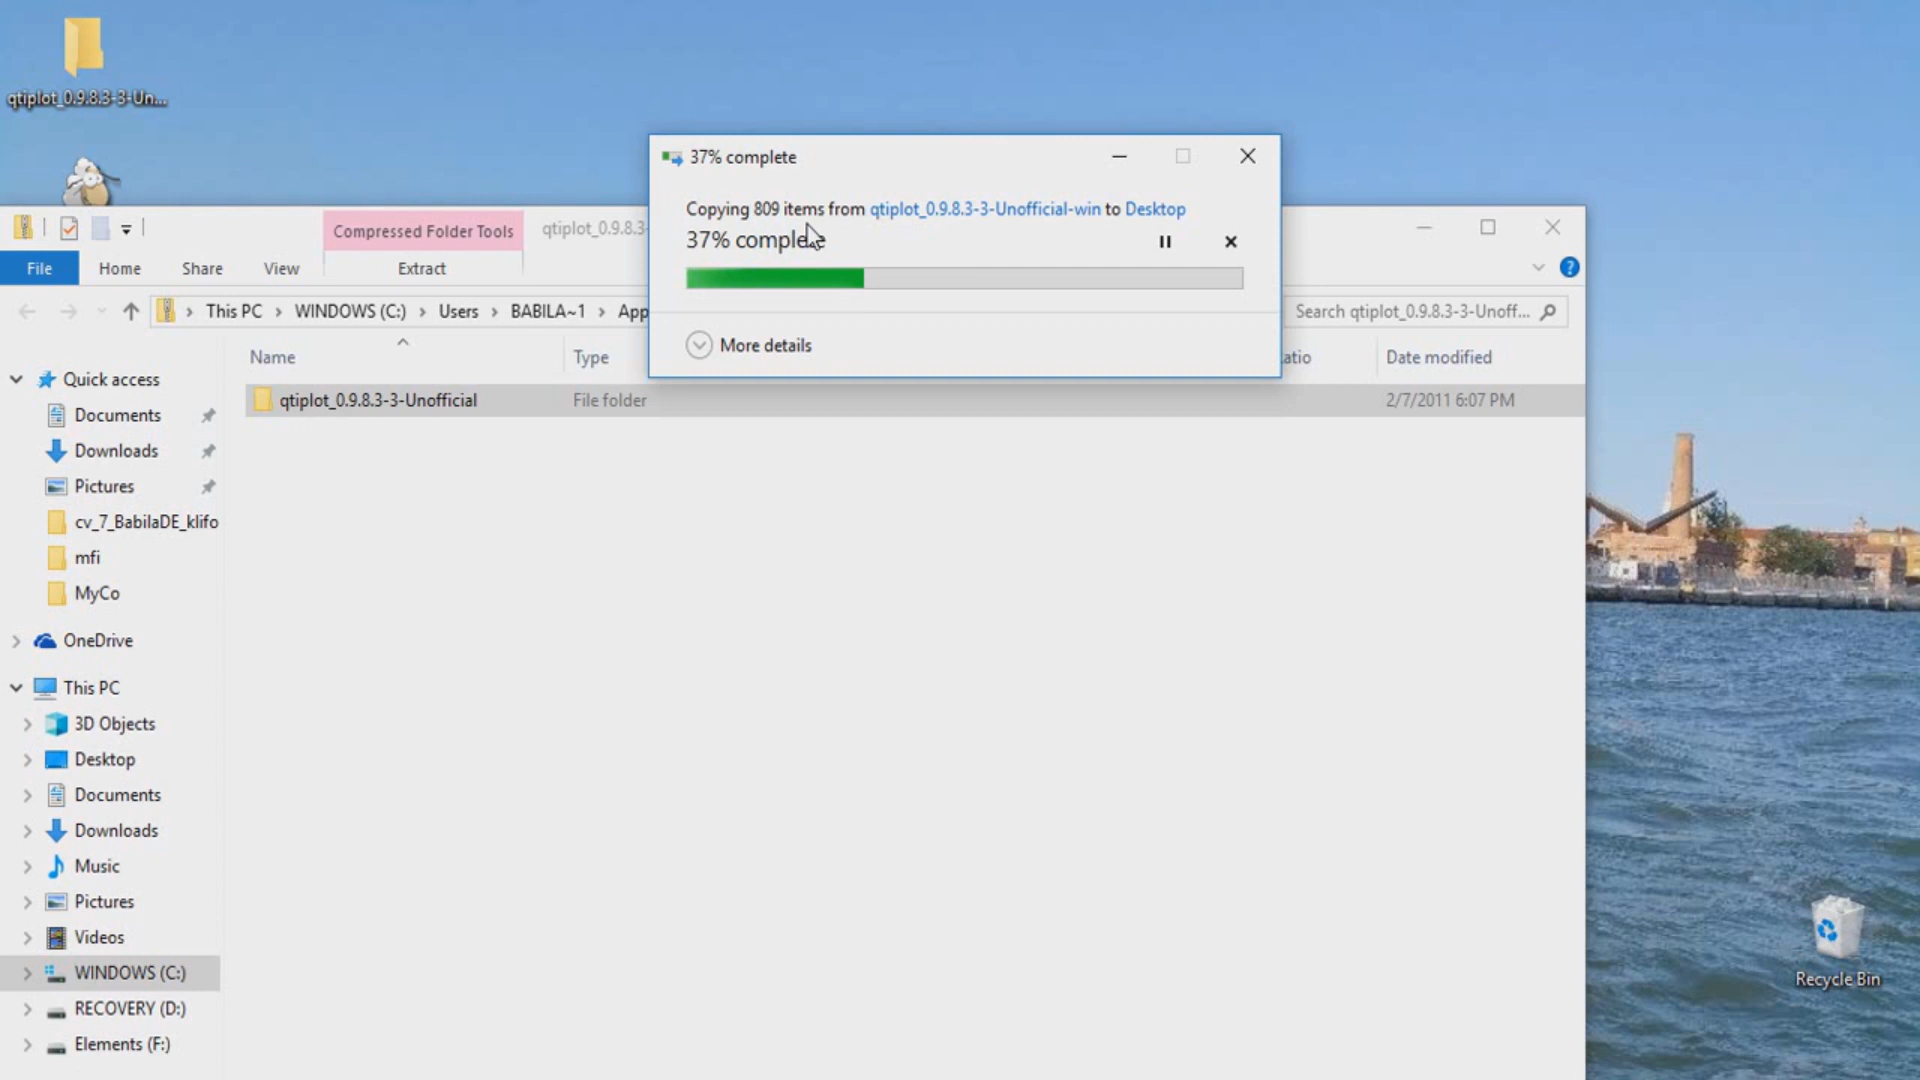 qtiplot_0.9.8.3-3-Un...
37% complete
Copying 809 items from qtiplot_0.9.8.3-3-Unofficial-win to Desktop
37% complete
More details
Compressed Folder Tools
qtiplot_0.9.8.3-
File
Home
Share
View
Extract
This PC
WINDOWS (C:)
Users
BABILA~1
App
Search qtiplot_0.9.8.3-3-Unoff...
Name
Type
atio
Date modified
qtiplot_0.9.8.3-3-Unofficial
File folder
2/7/2011 6:07 PM
Quick access
Documents
Downloads
Pictures
cv_7_BabilaDE_klifo
mfi
MyCo
OneDrive
This PC
3D Objects
Desktop
Documents
Downloads
Music
Pictures
Videos
WINDOWS (C:)
RECOVERY (D:)
Elements (F:)
Recycle Bin